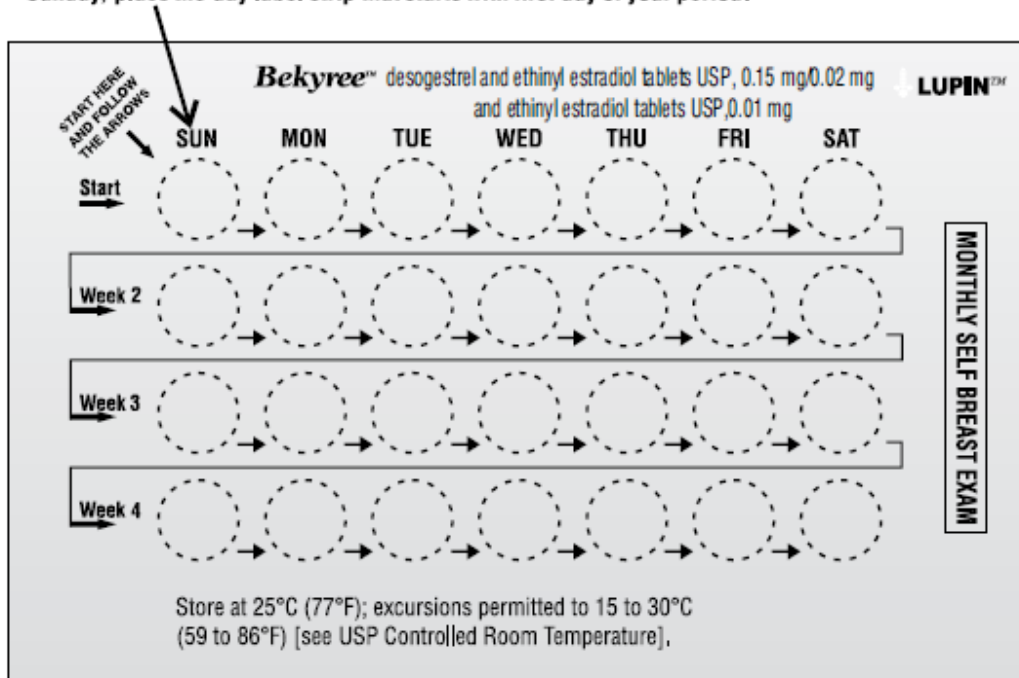 Bekyree™ desogestrel and ethinyl estradiol tablets USP, 0.15 mg/0.02 mg
and ethinyl estradiol tablets USP,0.01 mg
LUPIN™
START HERE
AND FOLLOW
THE ARROWS
SUN MON TUE WED THU FRI SAT
Start
Week 2
Week 3
Week 4
MONTHLY SELF BREAST EXAM
Store at 25°C (77°F); excursions permitted to 15 to 30°C
(59 to 86°F) [see USP Controlled Room Temperature].